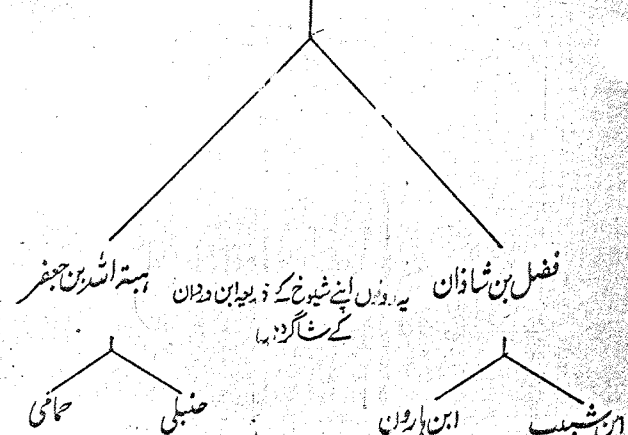 فضل بن شاذان
یہ دونوں اپنے شیوخ کے ذریعہ ابن وردان
کے شاگرد ہیں
ہبتہ اللہ بن جعفر
ابن شبیب
ابن ہارون
حنبلی
حمامی